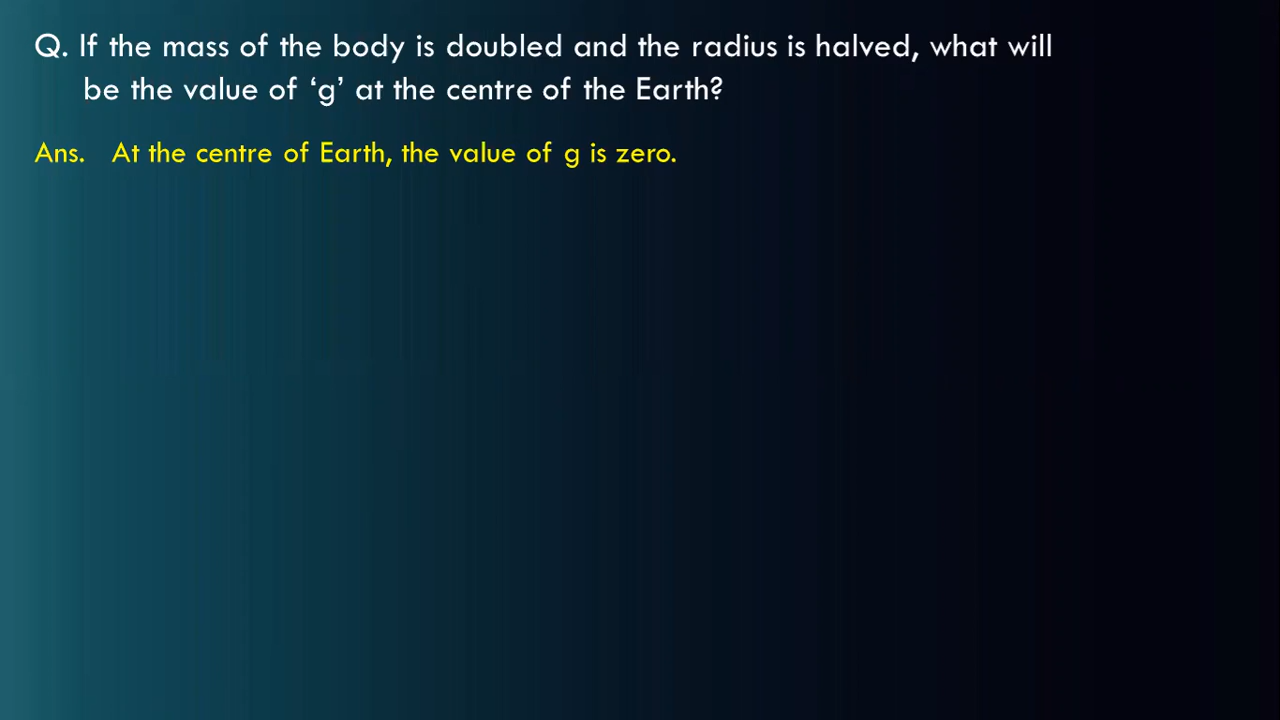 Q. If the mass of the body is doubled and the radius is halved, what will
be the value of ‘g’ at the centre of the Earth?
Ans. At the centre of Earth, the value of g is zero.